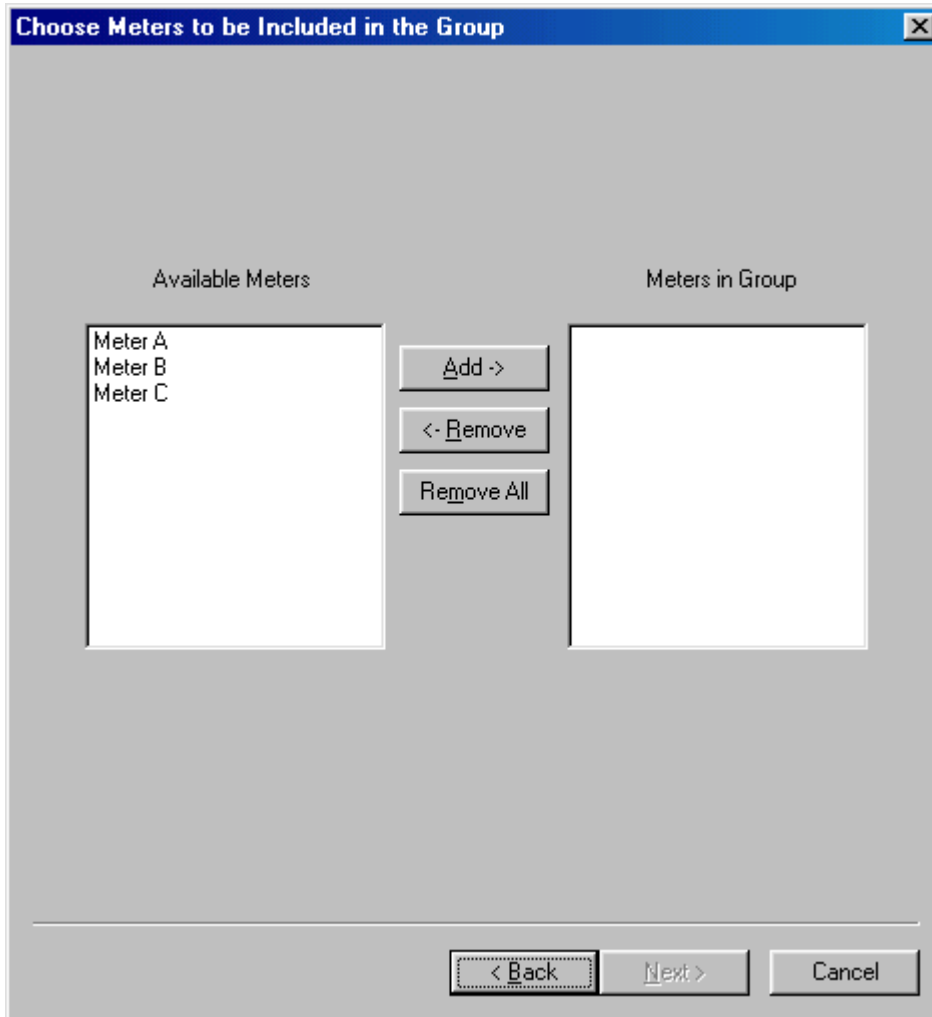 Choose Meters to be Included in the Group
Available Meters
Meters in Group
Meter A
Meter B
Meter C
Add ->
<- Remove
Remove All
< Back
Next >
Cancel